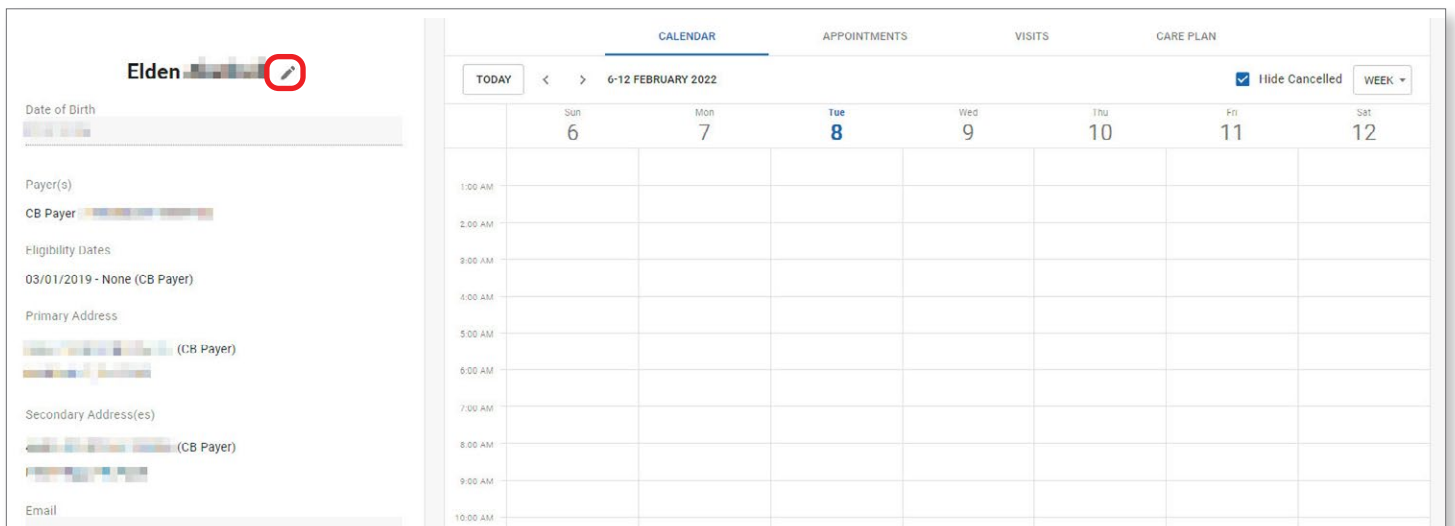 Elden
Date of Birth
Payer(s)
CB Payer
Eligibility Dates
03/01/2019 - None (CB Payer)
Primary Address
(CB Payer)
Secondary Address(es)
(CB Payer)
Email
CALENDAR APPOINTMENTS VISITS CARE PLAN
TODAY < > 6-12 FEBRUARY 2022 Hide Cancelled WEEK
Sun Mon Tue Wed Thu Fri Sat
6 7 8 9 10 11 12
1:00 AM
2:00 AM
3:00 AM
4:00 AM
5:00 AM
6:00 AM
7:00 AM
8:00 AM
9:00 AM
10:00 AM